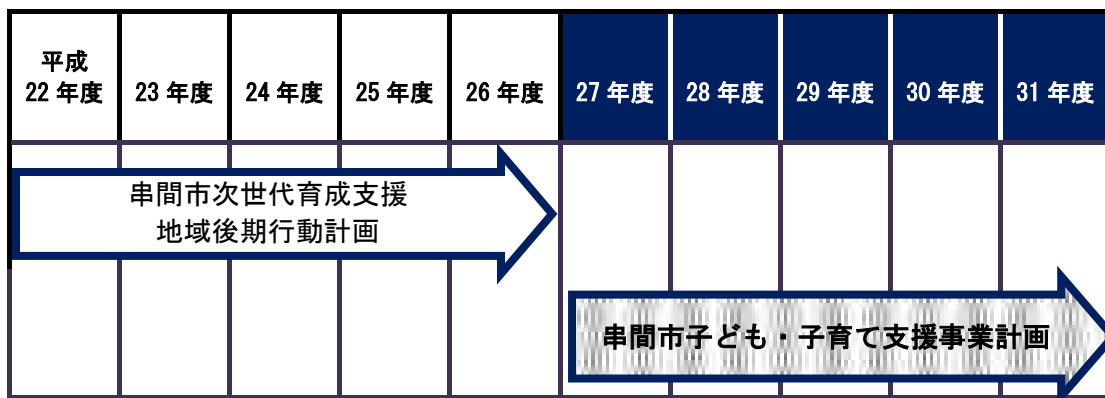 平成
22 年度 23 年度 24 年度 25 年度 26 年度 27 年度 28 年度 29 年度 30 年度 31 年度
串間市次世代育成支援
地域後期行動計画
串間市子ども・子育て支援事業計画